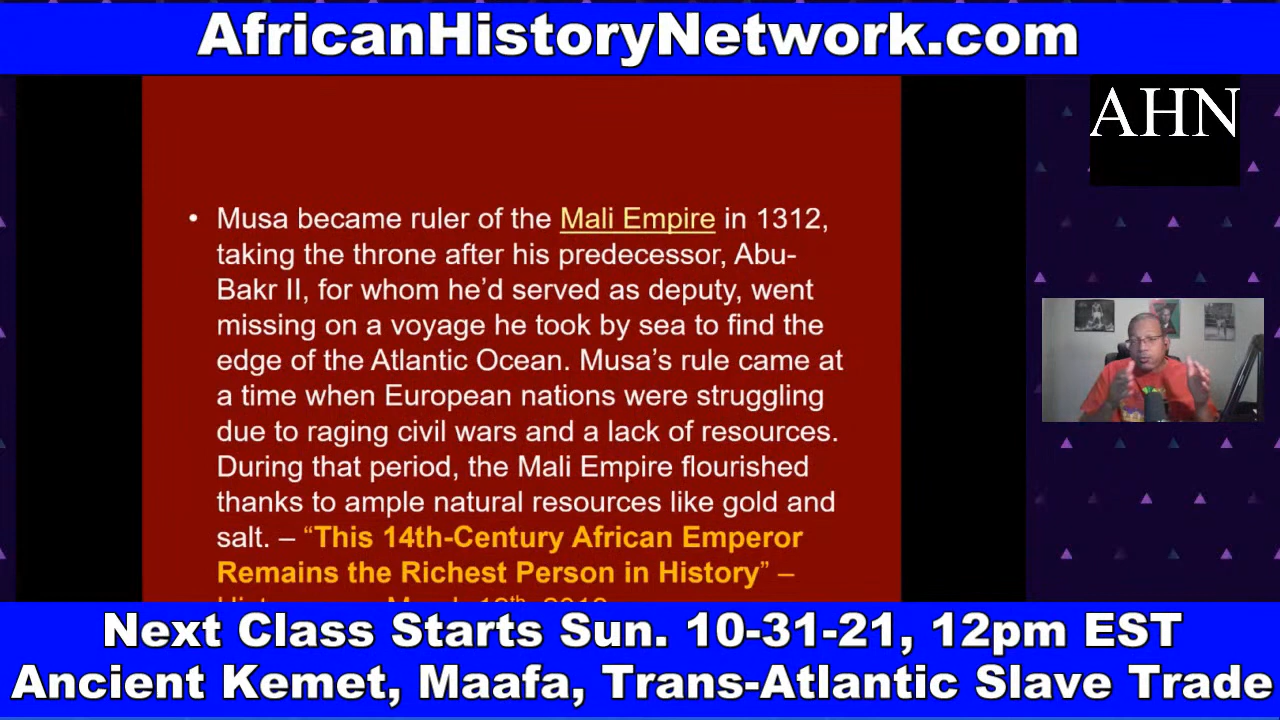 AfricanHistoryNetwork.com
AHN
• Musa became ruler of the Mali Empire in 1312,
taking the throne after his predecessor, Abu-
Bakr II, for whom he’d served as deputy, went
missing on a voyage he took by sea to find the
edge of the Atlantic Ocean. Musa’s rule came at
a time when European nations were struggling
due to raging civil wars and a lack of resources.
During that period, the Mali Empire flourished
thanks to ample natural resources like gold and
salt. – “This 14th-Century African Emperor
Remains the Richest Person in History” –
Next Class Starts Sun. 10-31-21, 12pm EST
Ancient Kemet, Maafa, Trans-Atlantic Slave Trade